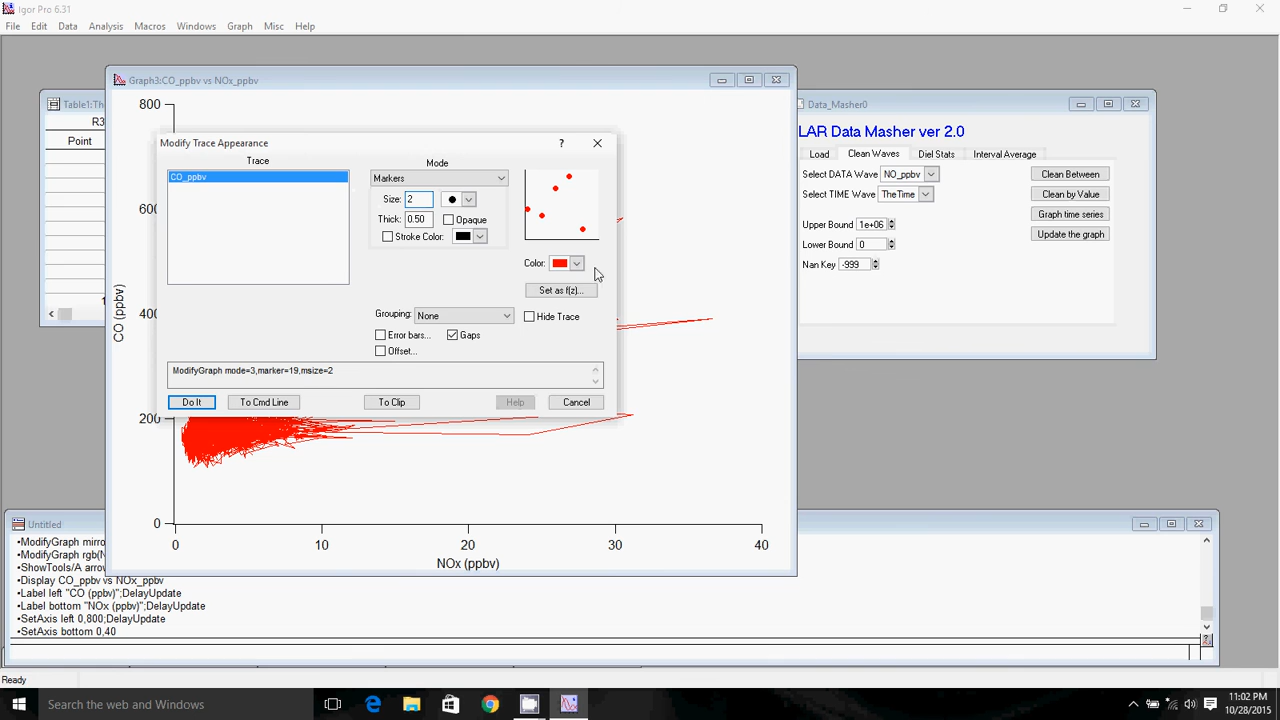 Igor Pro 6.31
File Edit Data Analysis Macros Windows Graph Misc Help
Graph3:CO_ppbv vs NOx_ppbv
Table1:Th
R3
Point
1
Data_Masher0
LAR Data Masher ver 2.0
Load Clean Waves Diel Stats Interval Average
Select DATA Wave NO_ppbv
Select TIME Wave TheTime
Upper Bound 1e+06
Lower Bound 0
Nan Key -999
Clean Between
Clean by Value
Graph time series
Update the graph
Modify Trace Appearance ?
Trace
CO_ppbv
Mode
Markers
Size: 2
Thick: 0.50 Opaque
Stroke Color:
Color:
Set as f(z)...
Grouping: None
Hide Trace
Error bars... Gaps
Offset...
ModifyGraph mode=3,marker=19,msize=2
Do It To Cmd Line To Clip Help Cancel
800
600
400
200
0
CO (ppbv)
0 10 20 30 40
NOx (ppbv)
Untitled
•ModifyGraph mirro
•ModifyGraph rgb(N
•ShowTools/A arrow
•Display CO_ppbv vs NOx_ppbv
•Label left "CO (ppbv)";DelayUpdate
•Label bottom "NOx (ppbv)";DelayUpdate
•SetAxis left 0,800;DelayUpdate
•SetAxis bottom 0,40
Ready
Search the web and Windows
11:02 PM
10/28/2015